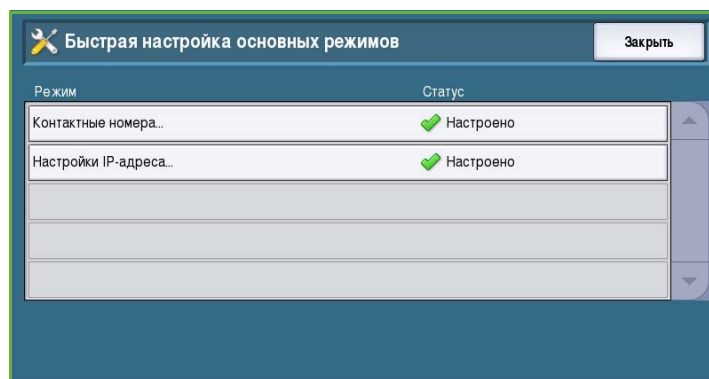 Быстрая настройка основных режимов Закрыть
Режим Статус
Контактные номера... Настроено
Настройки IP-адреса... Настроено